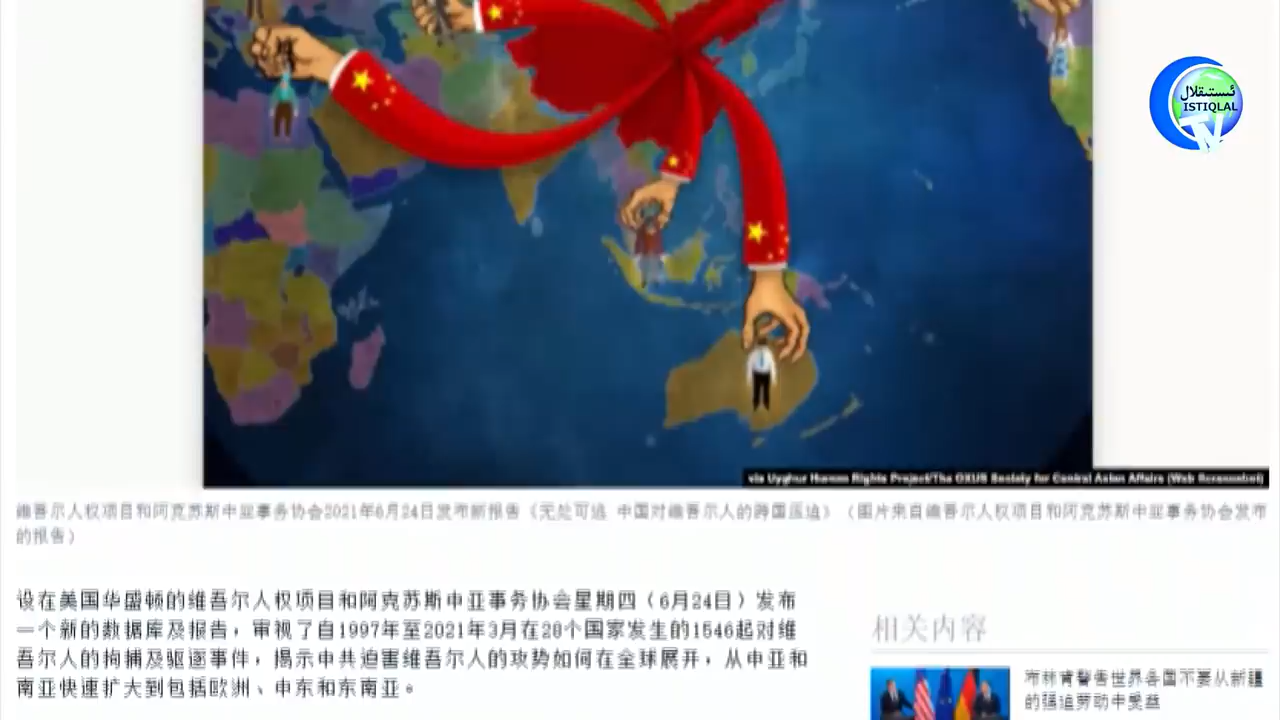 ئىستىقلال
ISTIQLAL
TV
via Uyghur Human Rights Project/The OXUS Society for Central Asian Affairs (Web Screenshot)
维吾尔人权项目和阿克苏斯中亚事务协会2021年6月24日发布新报告《无处可逃 中国对维吾尔人的跨国压迫》（图片来自维吾尔人权项目和阿克苏斯中亚事务协会发布
的报告）
设在美国华盛顿的维吾尔人权项目和阿克苏斯中亚事务协会星期四（6月24日）发布
一个新的数据库及报告，审视了自1997年至2021年3月在28个国家发生的1546起对维
吾尔人的拘捕及驱逐事件，揭示中共迫害维吾尔人的攻势如何在全球展开，从中亚和
南亚快速扩大到包括欧洲、中东和东南亚。
相关内容
布林肯警告世界各国不要从新疆
的强迫劳动中受益